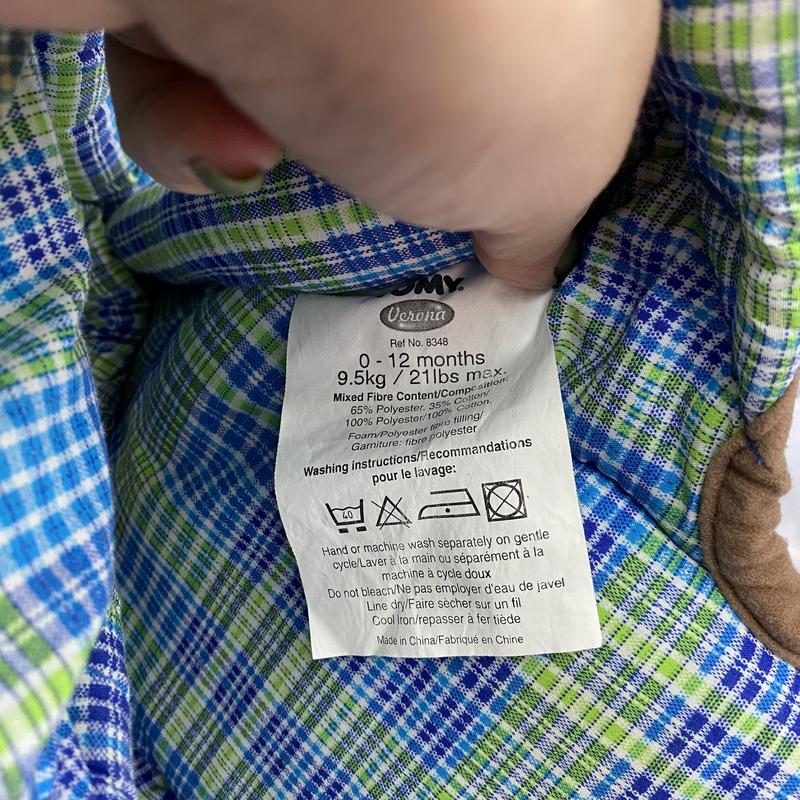 Verona
Ref No. 8348
0 - 12 months
9.5kg / 21lbs max.
Mixed Fibre Content/Composition:
65% Polyester. 35% Cotton/
100% Polyester/100% Cotton.
Foam/Polyester fibre filling/
Garniture: fibre polyester
Washing instructions/Recommandations
pour le lavage:
40
Hand or machine wash separately on gentle
cycle/Laver à la main ou séparément à la
machine à cycle doux
Do not bleach/Ne pas employer d'eau de javel
Line dry/Faire sècher sur un fil
Cool Iron/repasser à fer tiède
Made in China/Fabriqué en Chine